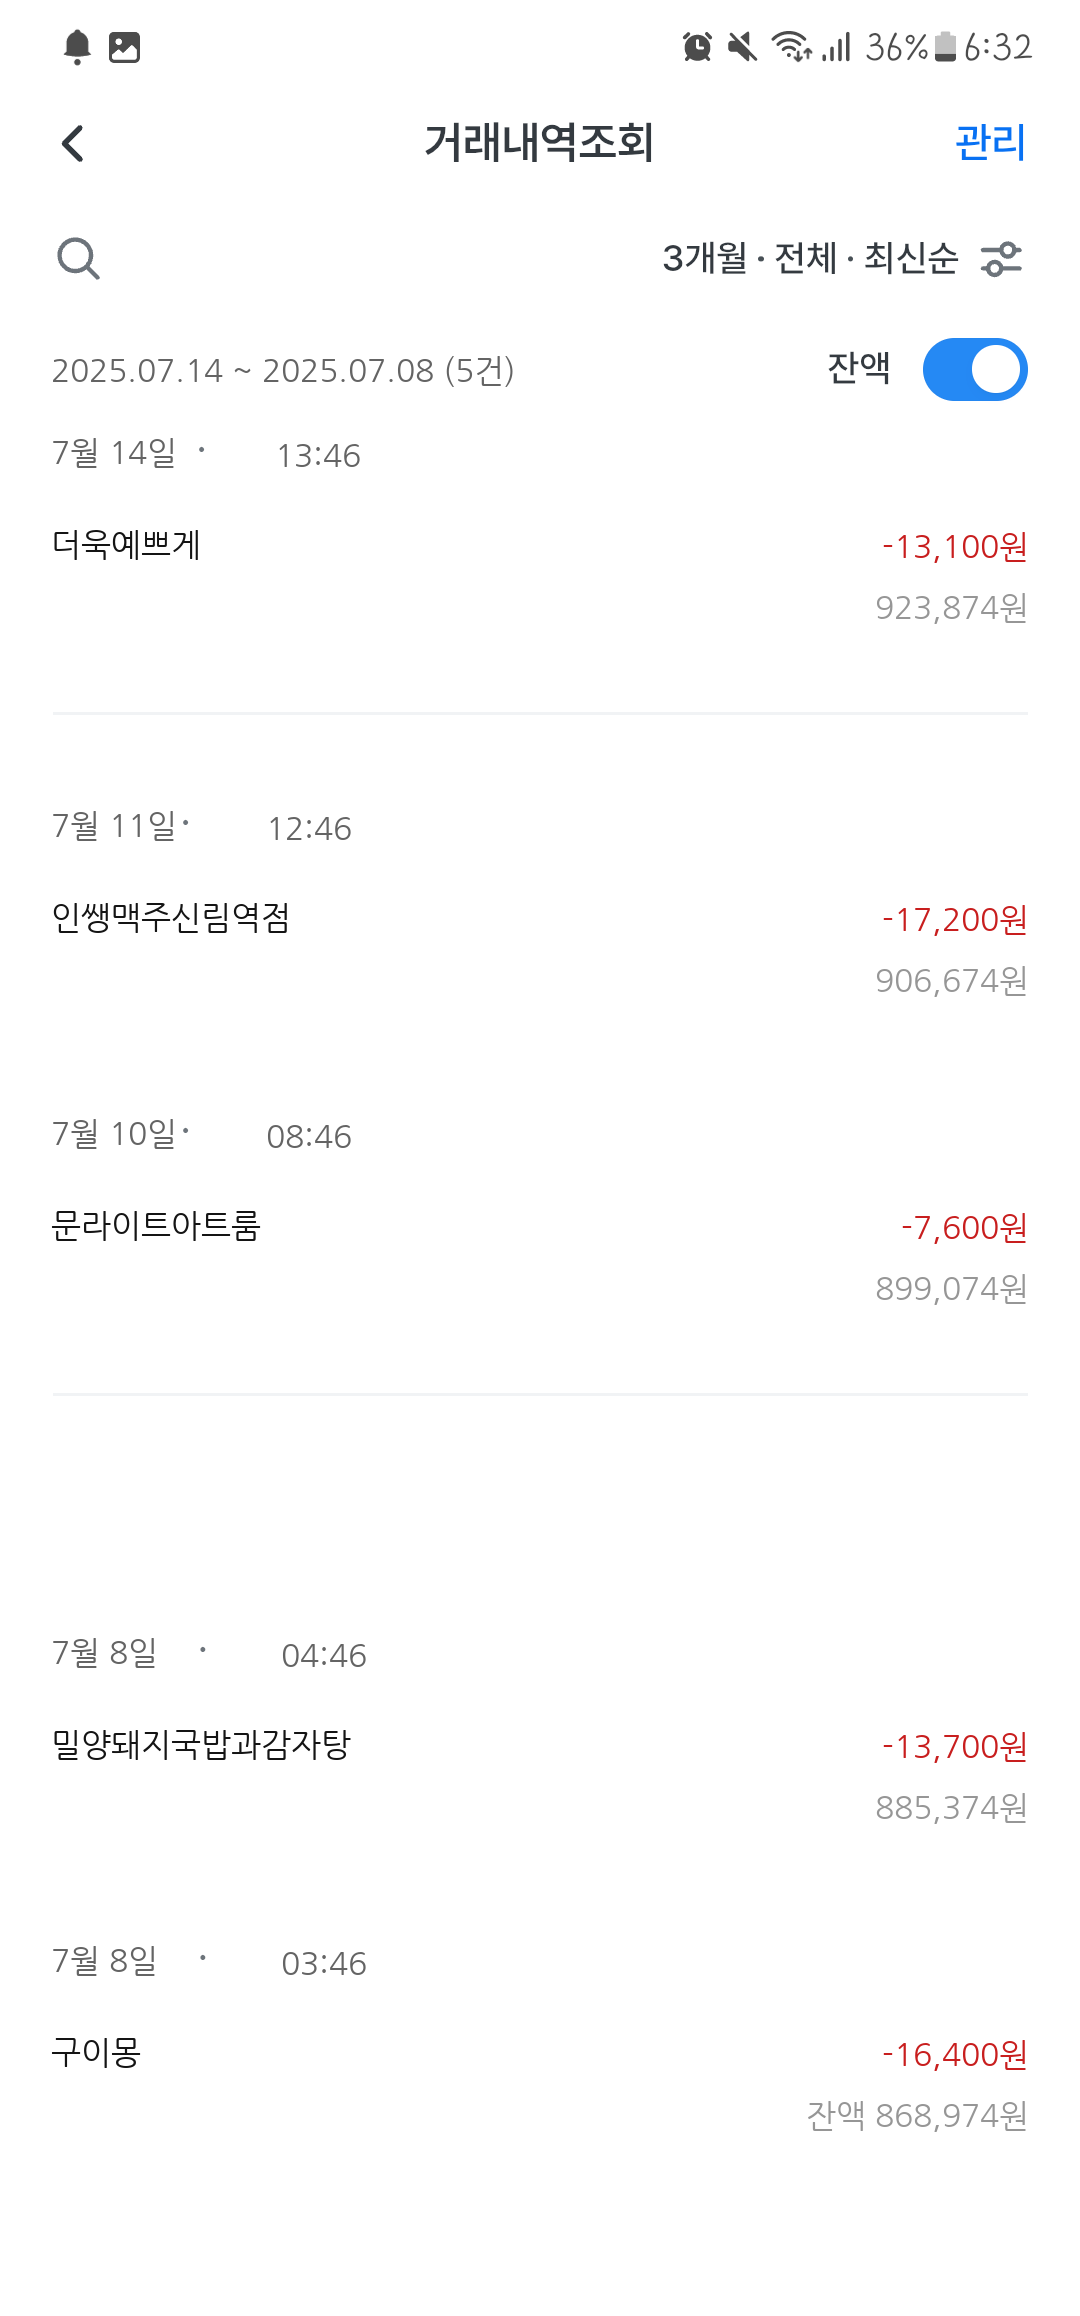 36% 6:32
거래내역조회 관리
3개월 · 전체 · 최신순
2025.07.14 ~ 2025.07.08 (5건) 잔액
7월 14일 · 13:46
더욱예쁘게 -13,100원
923,874원
7월 11일 · 12:46
인쌩맥주신림역점 -17,200원
906,674원
7월 10일 · 08:46
문라이트아트룸 -7,600원
899,074원
7월 8일 · 04:46
밀양돼지국밥과감자탕 -13,700원
885,374원
7월 8일 · 03:46
구이몽 -16,400원
잔액 868,974원